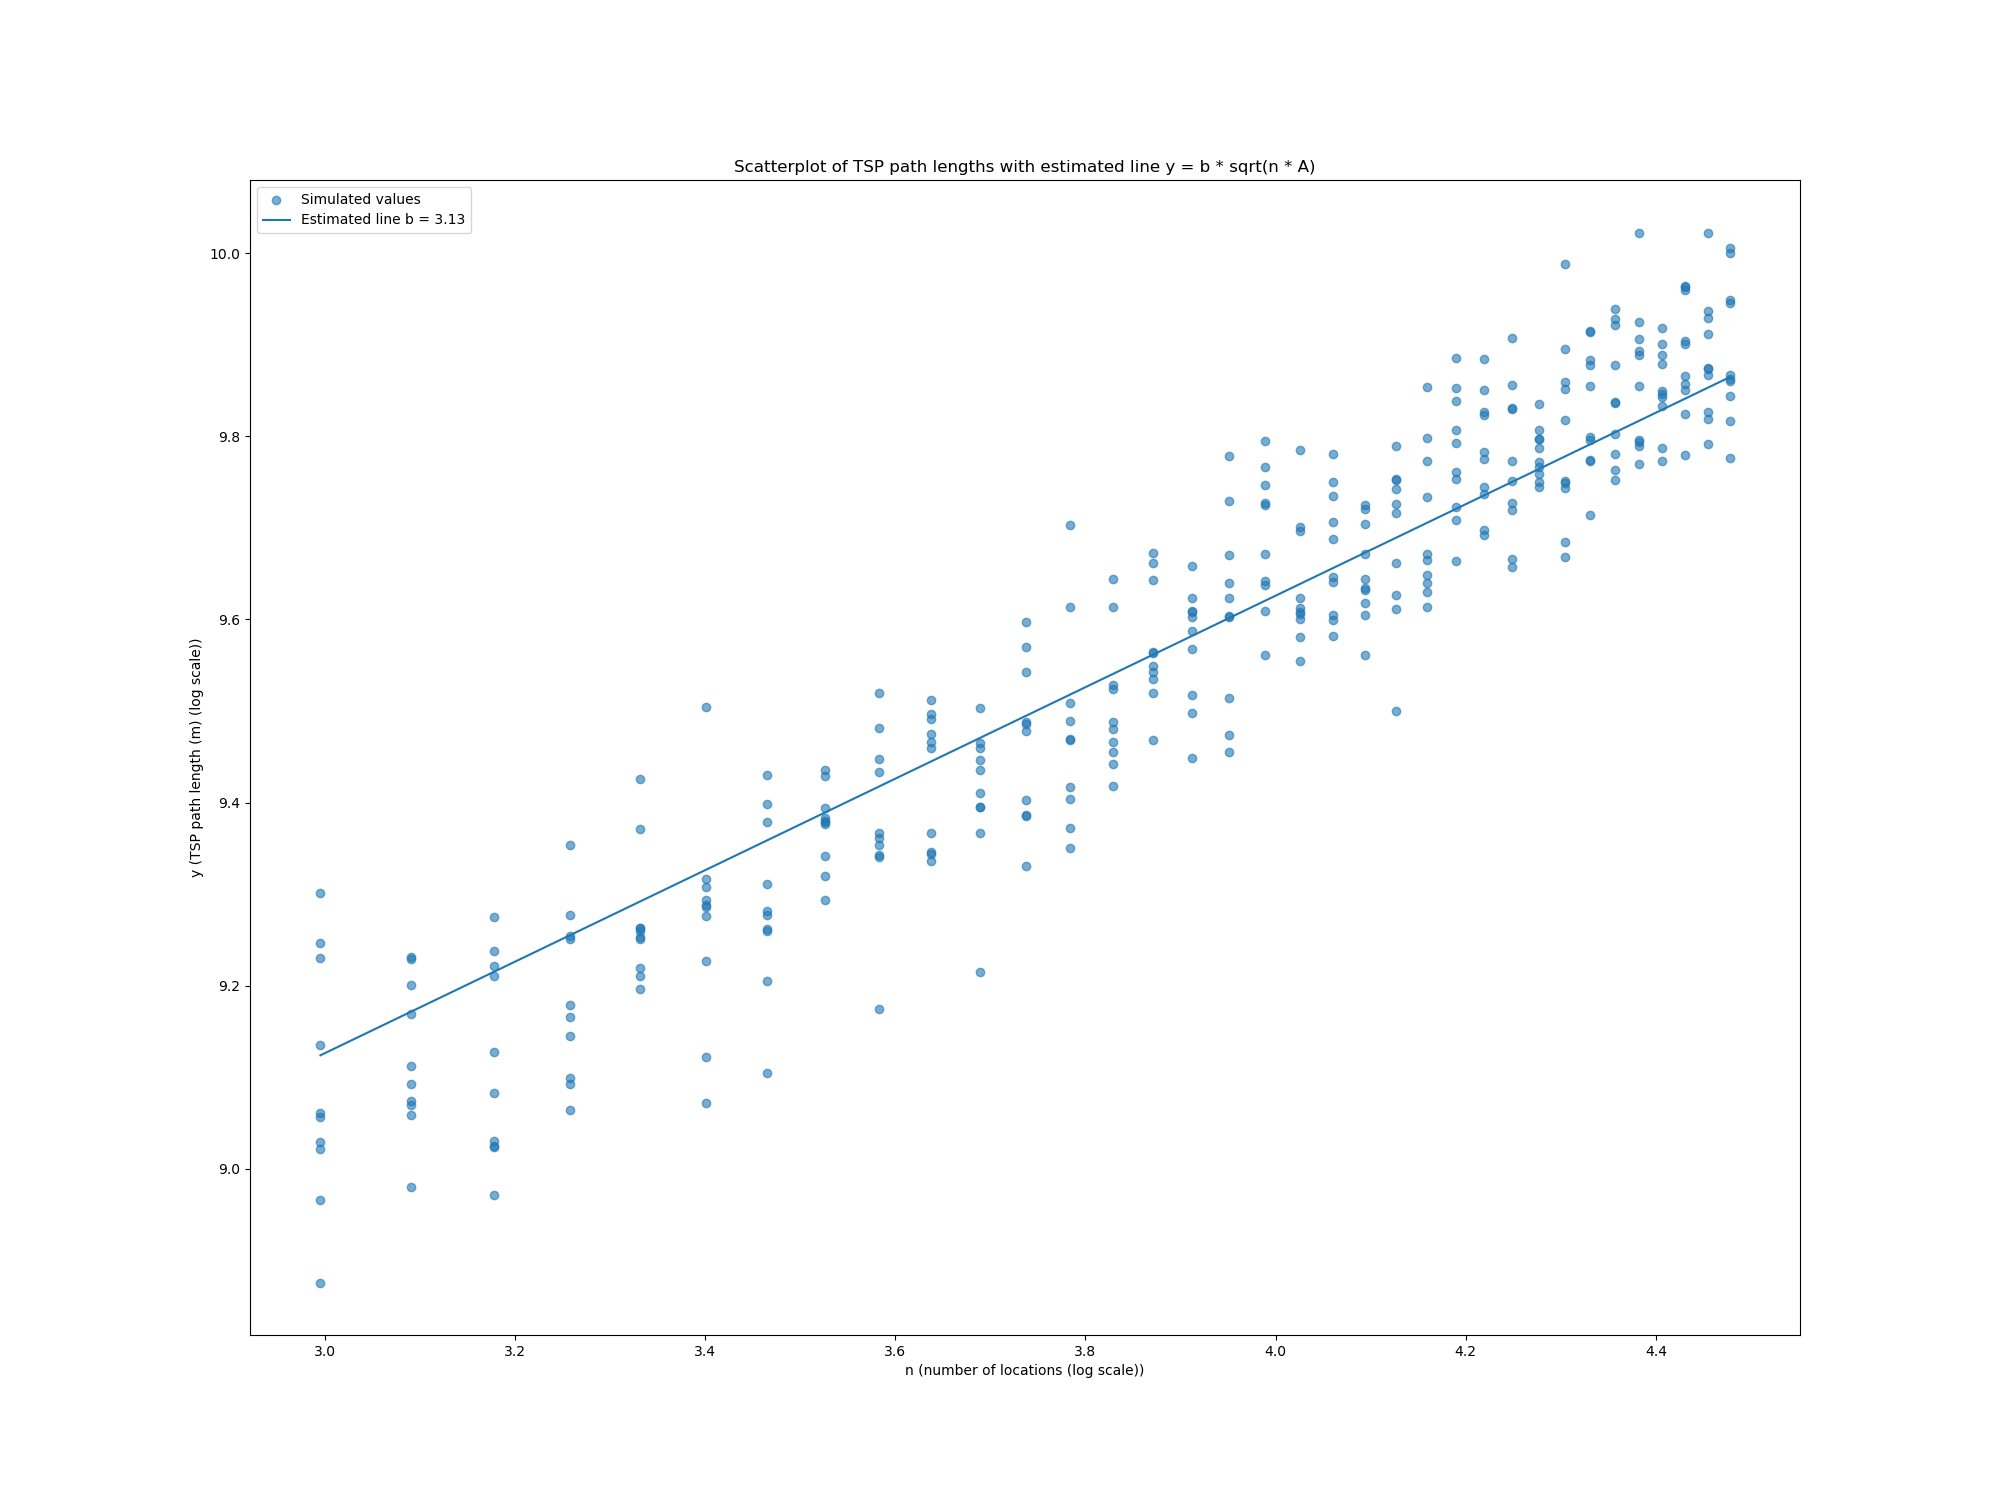 Scatterplot of TSP path lengths with estimated line y = b * sqrt(n * A)
Simulated values
Estimated line b = 3.13
10.0
9.8
9.6
9.4
9.2
9.0
y (TSP path length (m) (log scale))
3.0 3.2 3.4 3.6 3.8 4.0 4.2 4.4
n (number of locations (log scale))